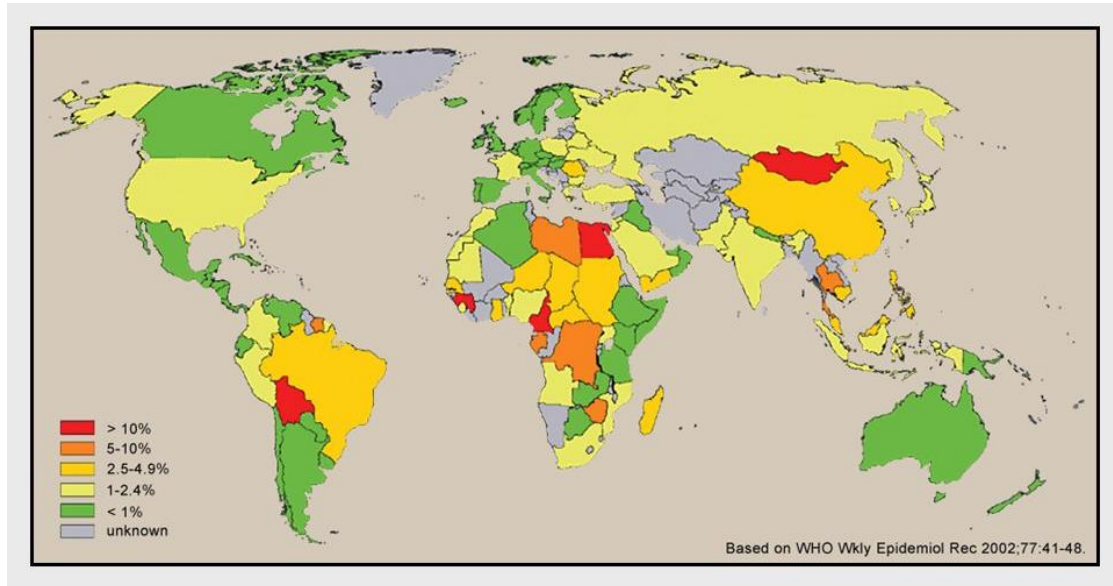 > 10%
5-10%
2.5-4.9%
1-2.4%
< 1%
unknown
Based on WHO Wkly Epidemiol Rec 2002;77:41-48.